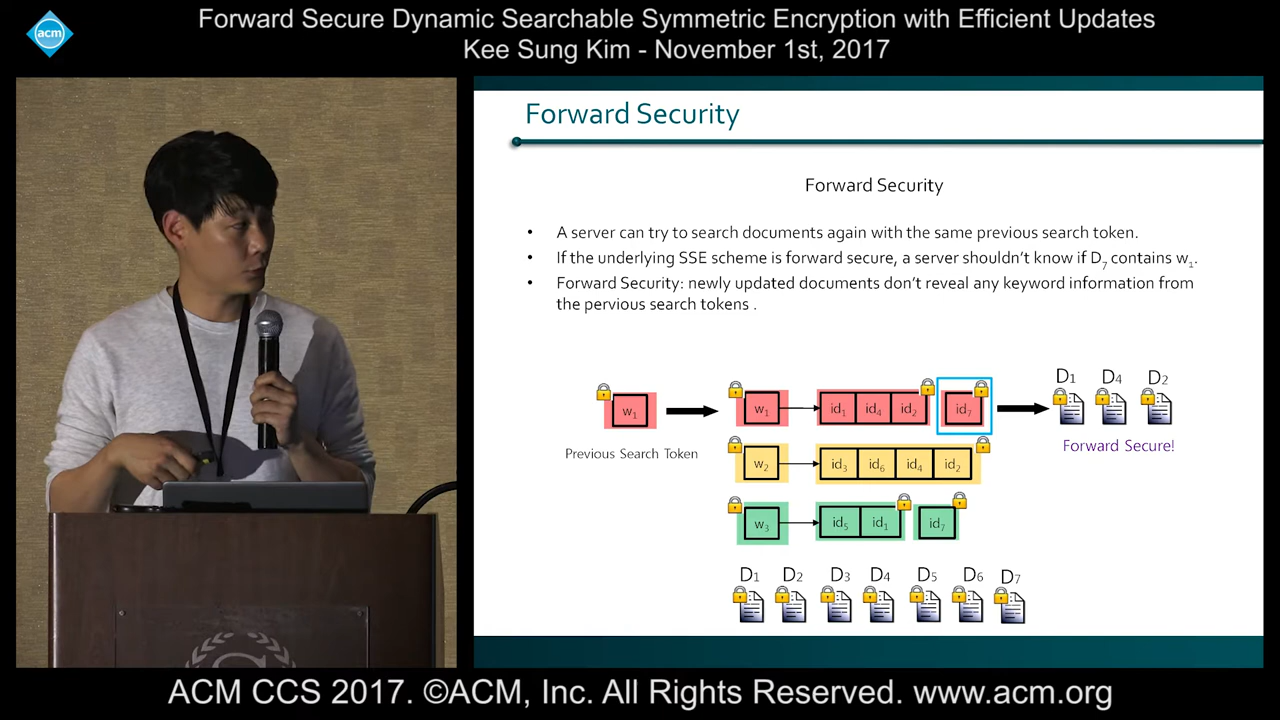 acm
Forward Secure Dynamic Searchable Symmetric Encryption with Efficient Updates
Kee Sung Kim - November 1st, 2017
Forward Security
Forward Security
• A server can try to search documents again with the same previous search token.
• If the underlying SSE scheme is forward secure, a server shouldn't know if D₇ contains w₁.
• Forward Security: newly updated documents don't reveal any keyword information from
the pervious search tokens .
D₁ D₄ D₂
w₁ w₁ id₁ id₄ id₂ id₇
Previous Search Token
Forward Secure!
w₂ id₃ id₆ id₄ id₂
w₃ id₅ id₁ id₇
D₁ D₂ D₃ D₄ D₅ D₆ D₇
ACM CCS 2017. ©ACM, Inc. All Rights Reserved. www.acm.org